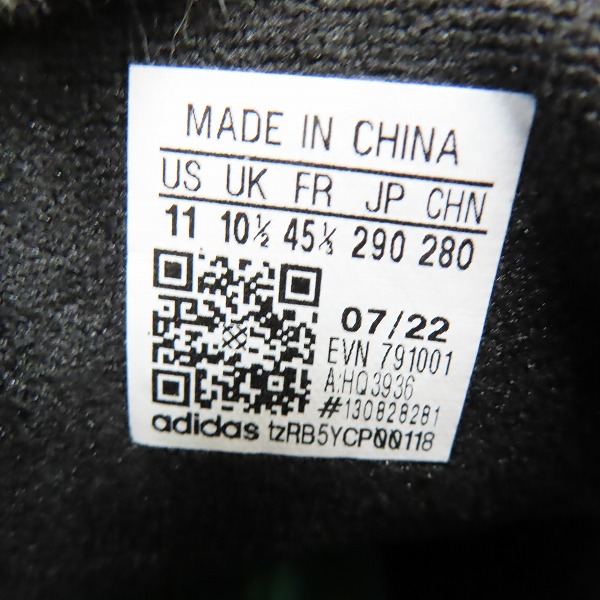 MADE IN CHINA
US UK FR JP CHN
11 10½ 45⅓ 290 280
07/22
EVN 791001
A:HQ3936
#130828281
adidas tzRB5YCP00118